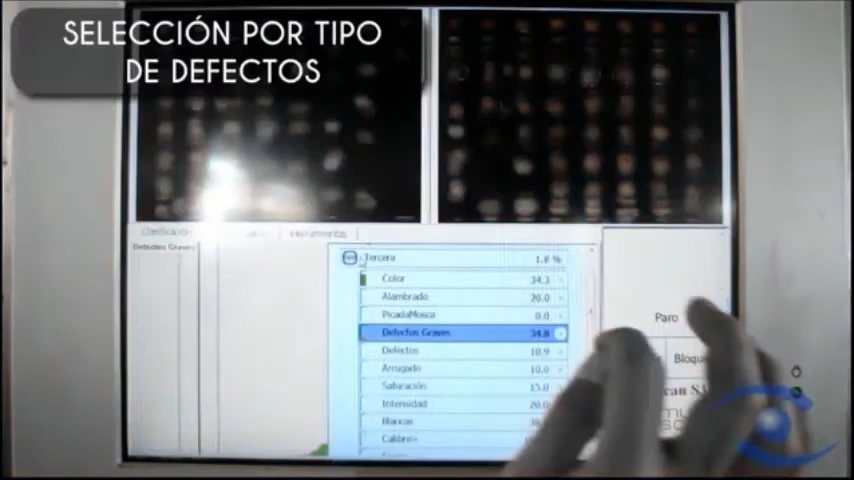 SELECCIÓN POR TIPO
DE DEFECTOS
Herramientas
Defectos Graves
Tercera 1.8 %
Color 34.3
Alambrado 20.0
PicadaMosca 0.0
Defectos Graves 34.8
Defectos 10.9
Arrugado 10.0
Saturación 15.0
Intensidad 20.0
Blancas
Calibre>
Paro